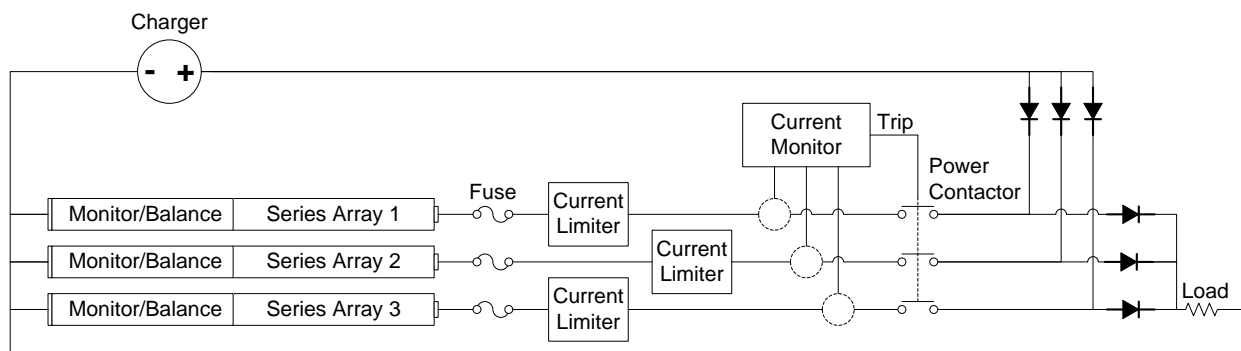 Charger
- +
Current
Monitor
Trip
Power
Contactor
Fuse
Monitor/Balance Series Array 1
Current
Limiter
Monitor/Balance Series Array 2
Current
Limiter
Monitor/Balance Series Array 3
Current
Limiter
Load